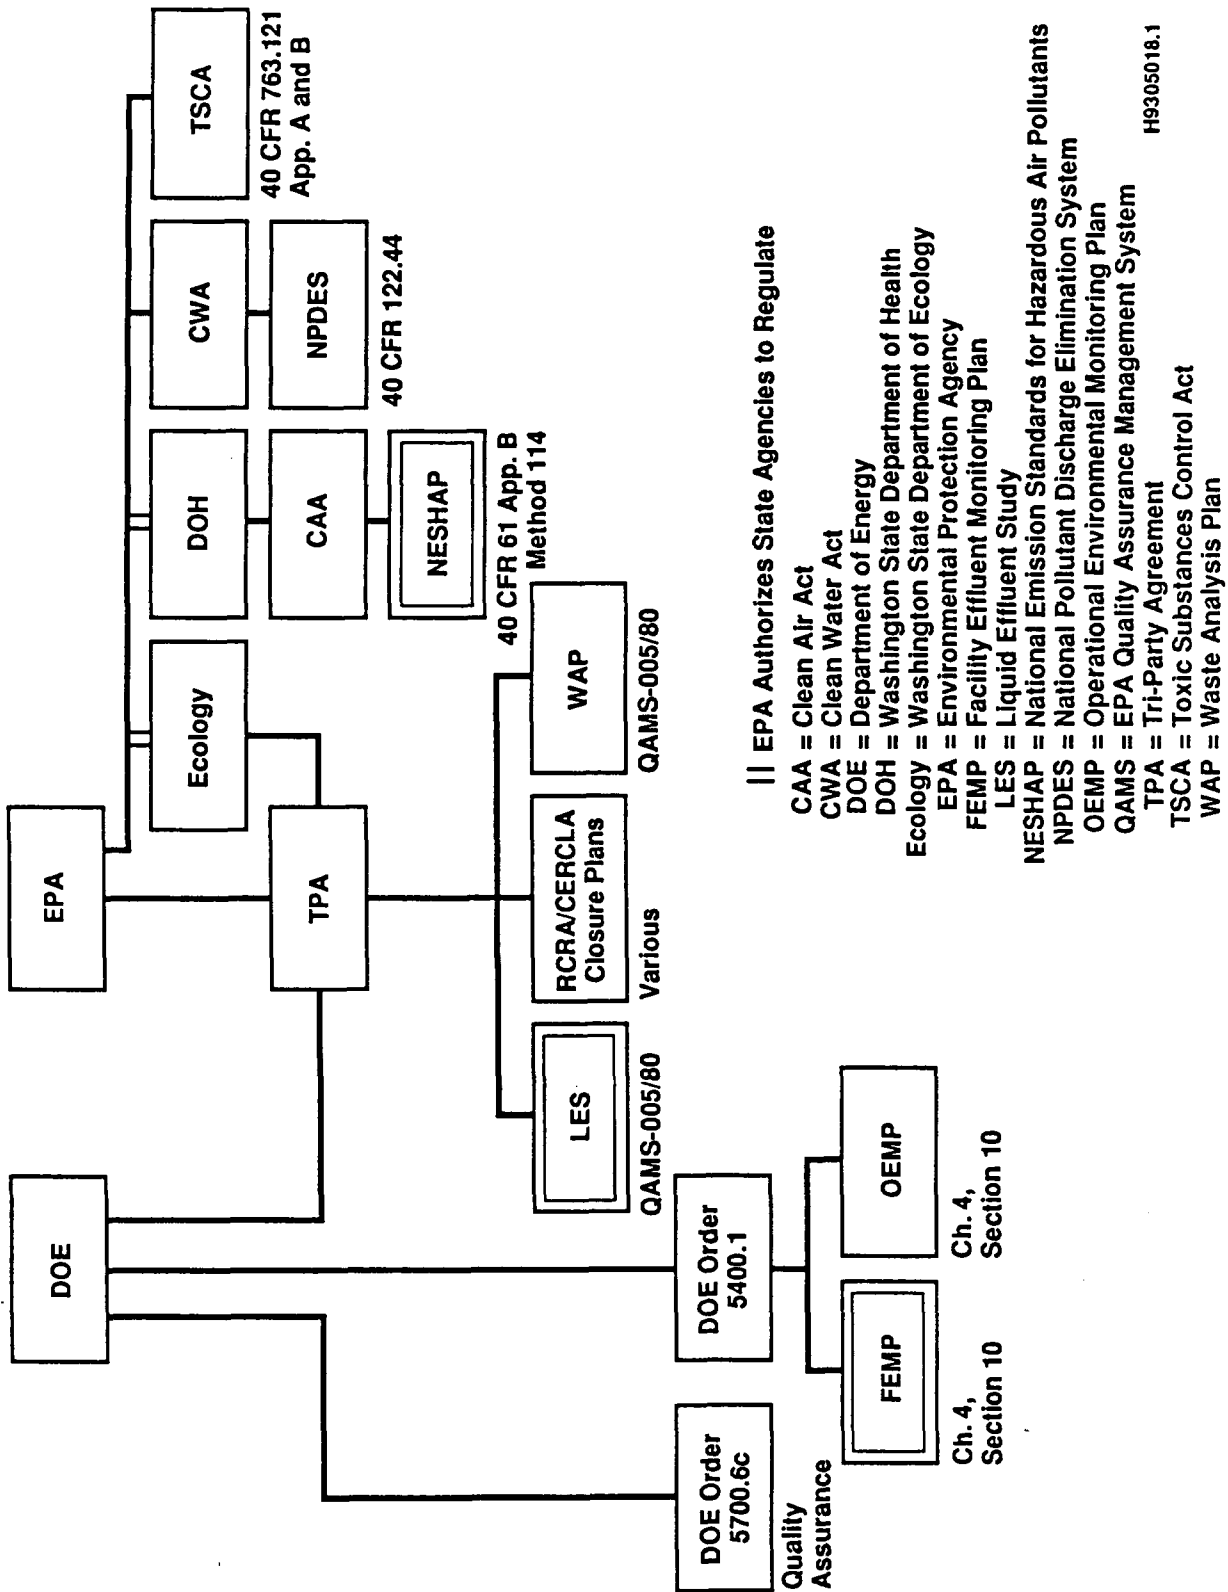 DOE
EPA
Ecology
DOH
CWA
TSCA
40 CFR 763.121
App. A and B
TPA
CAA
NPDES
40 CFR 122.44
NESHAP
40 CFR 61 App. B
Method 114
LES
QAMS-005/80
RCRA/CERCLA
Closure Plans
Various
WAP
QAMS-005/80
DOE Order
5700.6c
Quality
Assurance
DOE Order
5400.1
FEMP
Ch. 4,
Section 10
OEMP
Ch. 4,
Section 10
|| EPA Authorizes State Agencies to Regulate
CAA = Clean Air Act
CWA = Clean Water Act
DOE = Department of Energy
DOH = Washington State Department of Health
Ecology = Washington State Department of Ecology
EPA = Environmental Protection Agency
FEMP = Facility Effluent Monitoring Plan
LES = Liquid Effluent Study
NESHAP = National Emission Standards for Hazardous Air Pollutants
NPDES = National Pollutant Discharge Elimination System
OEMP = Operational Environmental Monitoring Plan
QAMS = EPA Quality Assurance Management System
TPA = Tri-Party Agreement
TSCA = Toxic Substances Control Act
WAP = Waste Analysis Plan
H9305018.1